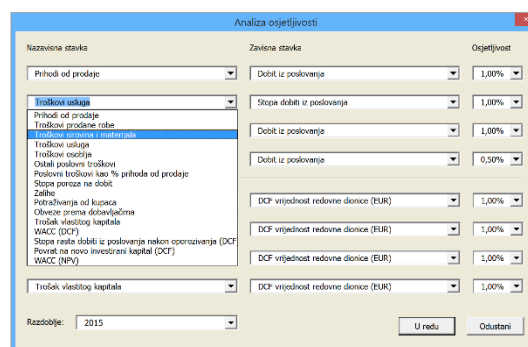 Analiza osjetljivosti
Nazavisna stavka Zavisna stavka Osjetljivost
Prihodi od prodaje Dobit iz poslovanja 1,00%
Troškovi usluga Stopa dobiti iz poslovanja 1,00%
Prihodi od prodaje
Troškovi prodane robe
Troškovi sirovina i materijala Dobit iz poslovanja 1,00%
Troškovi usluga
Troškovi osoblja
Ostali poslovni troškovi Dobit iz poslovanja 0,50%
Poslovni troškovi kao % prihoda od prodaje
Stopa poreza na dobit
Zalihe
Potraživanja od kupaca DCF vrijednost redovne dionice (EUR) 1,00%
Obveze prema dobavljačima
Trošak vlastitog kapitala
WACC (DCF) DCF vrijednost redovne dionice (EUR) 1,00%
Stopa rasta dobiti iz poslovanja nakon oporezivanja (DCF
Povrat na novo investirani kapital (DCF) DCF vrijednost redovne dionice (EUR) 1,00%
WACC (NPV)
Trošak vlastitog kapitala DCF vrijednost redovne dionice (EUR) 1,00%
Razdoblje: 2015 U redu Odustani